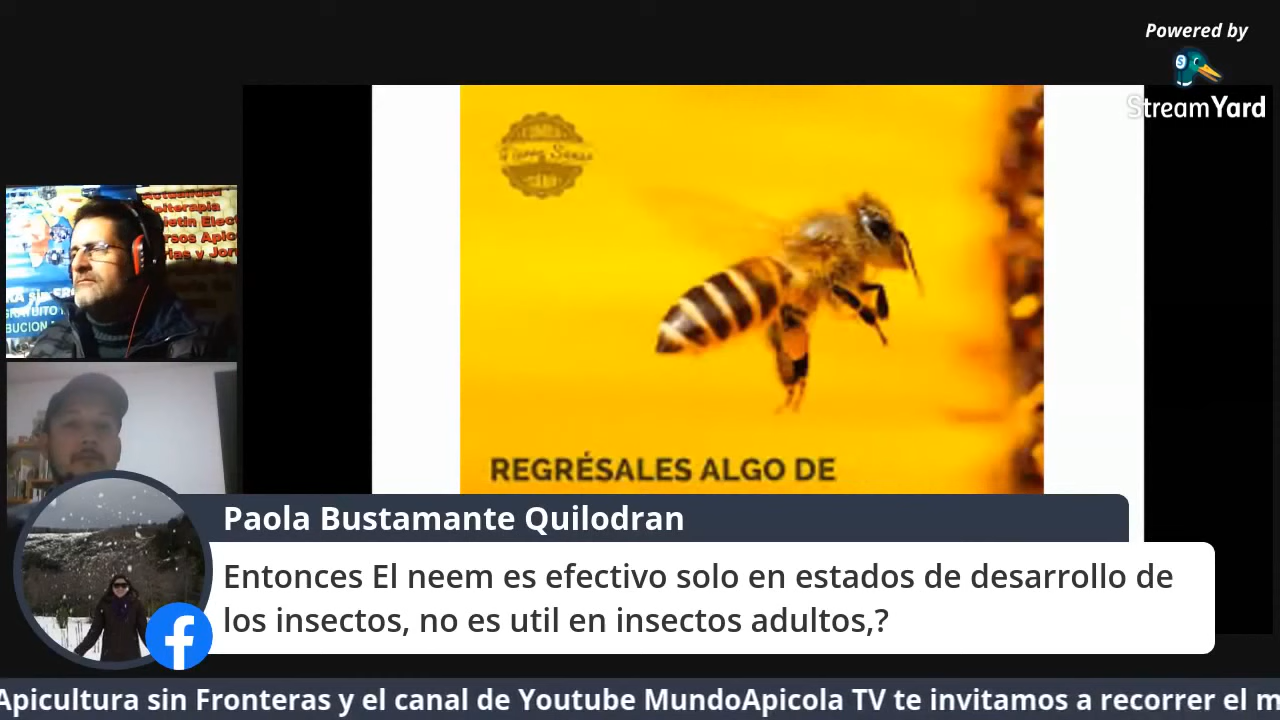 Powered by
StreamYard
REGRÉSALES ALGO DE
Paola Bustamante Quilodran
Entonces El neem es efectivo solo en estados de desarrollo de
los insectos, no es util en insectos adultos,?
Apicultura sin Fronteras y el canal de Youtube MundoApicola TV te invitamos a recorrer el m